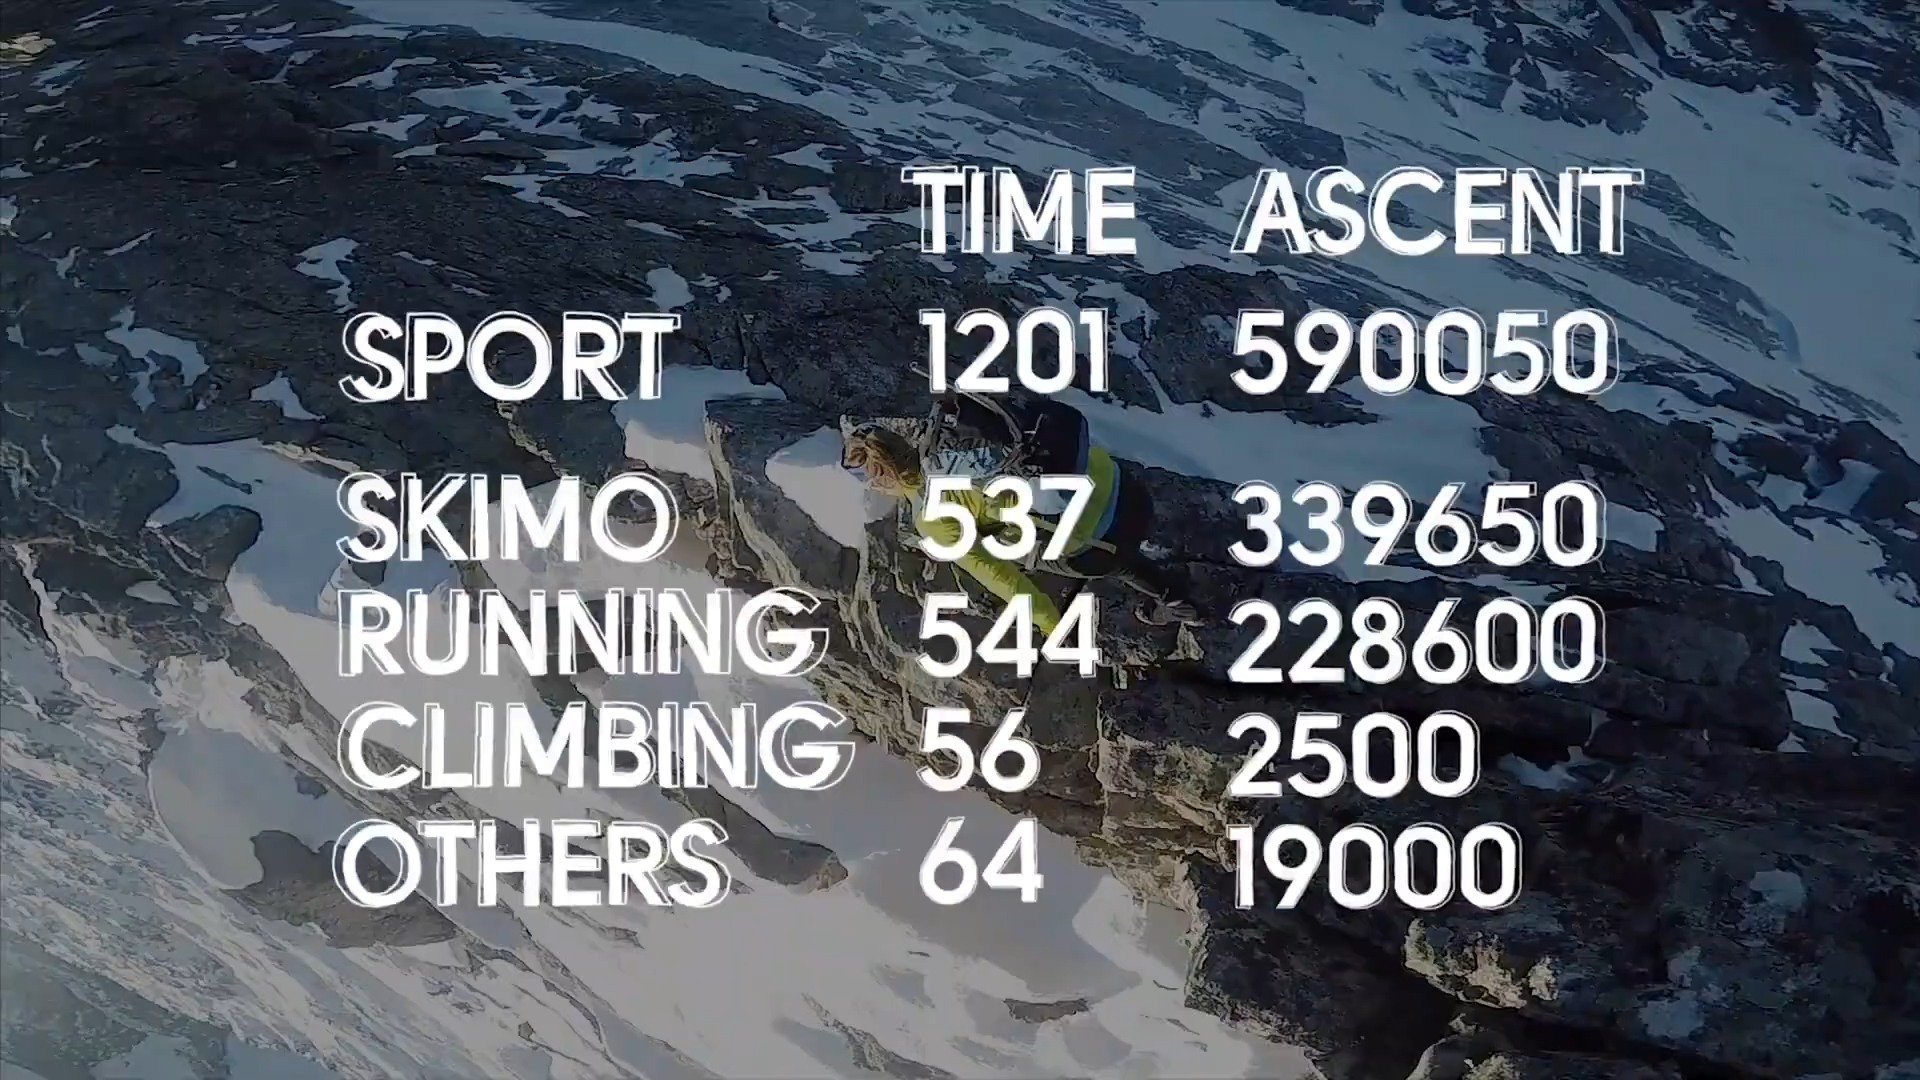 TIME ASCENT
SPORT 1201 590050
SKIMO 537 339650
RUNNING 544 228600
CLIMBING 56 2500
OTHERS 64 19000